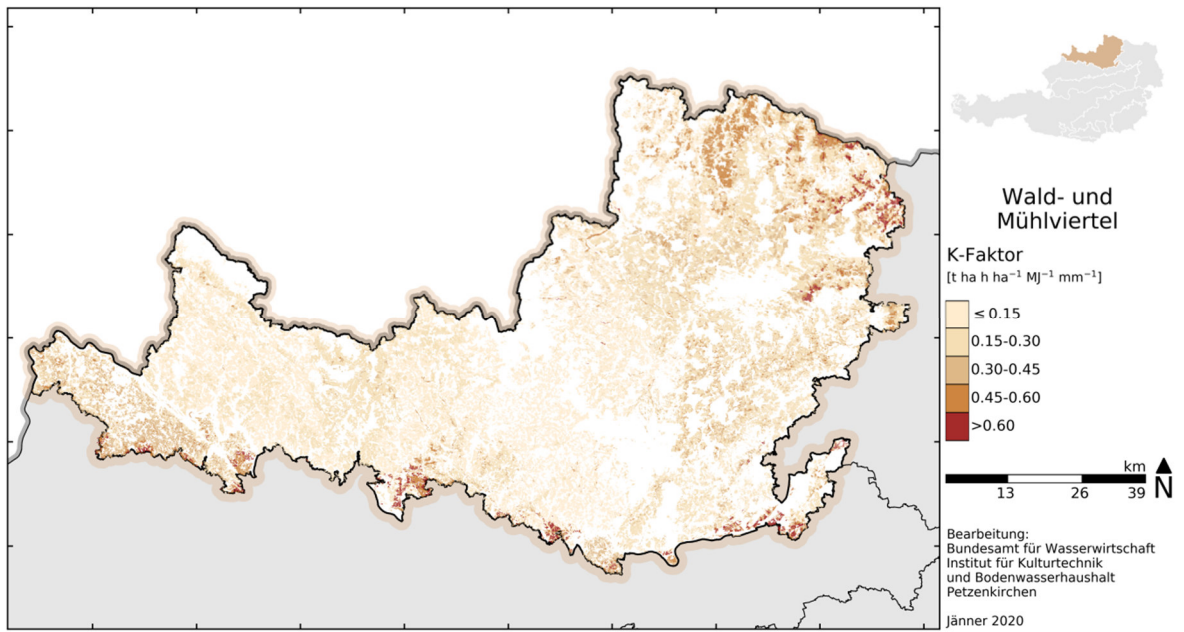 Wald- und
Mühlviertel
K-Faktor
[t ha h ha⁻¹ MJ⁻¹ mm⁻¹]
≤ 0.15
0.15-0.30
0.30-0.45
0.45-0.60
>0.60
km
13 26 39
N
Bearbeitung:
Bundesamt für Wasserwirtschaft
Institut für Kulturtechnik
und Bodenwasserhaushalt
Petzenkirchen
Jänner 2020